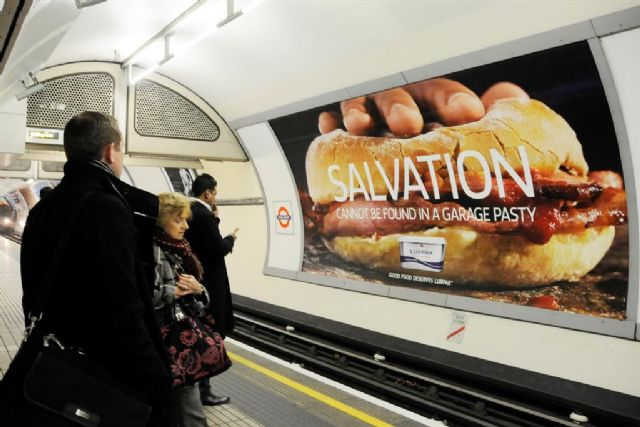 SALVATION
CANNOT BE FOUND IN A GARAGE PASTY
LURPAK
GOOD FOOD DESERVES LURPAK